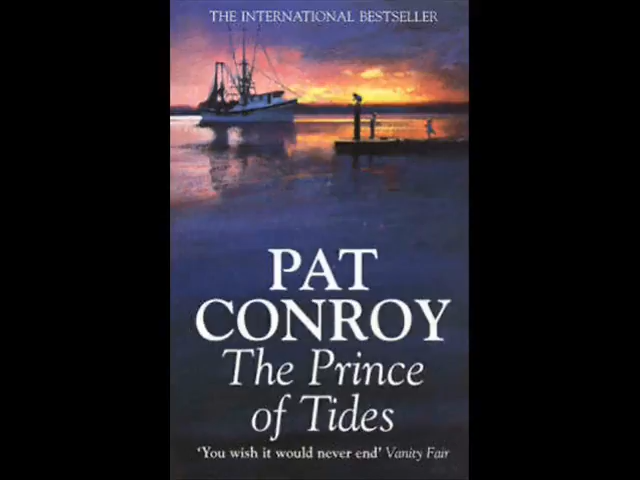 THE INTERNATIONAL BESTSELLER
PAT
CONROY
The Prince
of Tides
‘You wish it would never end’ Vanity Fair